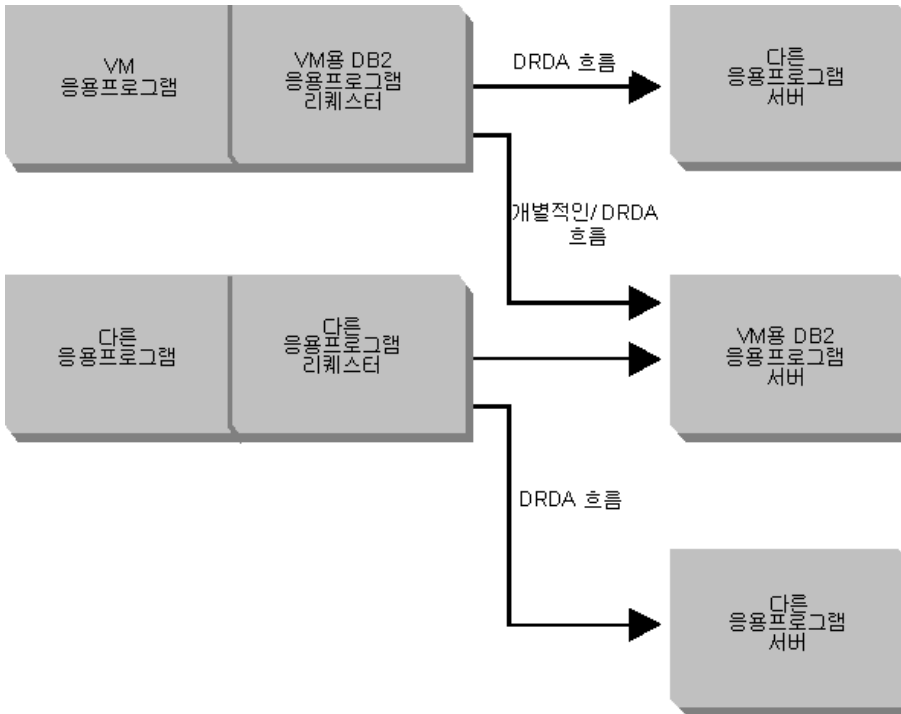 VM
응용프로그램
VM용 DB2
응용프로그램
리퀘스터
DRDA 흐름
다른
응용프로그램
서버
개별적인/DRDA
흐름
다른
응용프로그램
다른
응용프로그램
리퀘스터
VM용 DB2
응용프로그램
서버
DRDA 흐름
다른
응용프로그램
서버